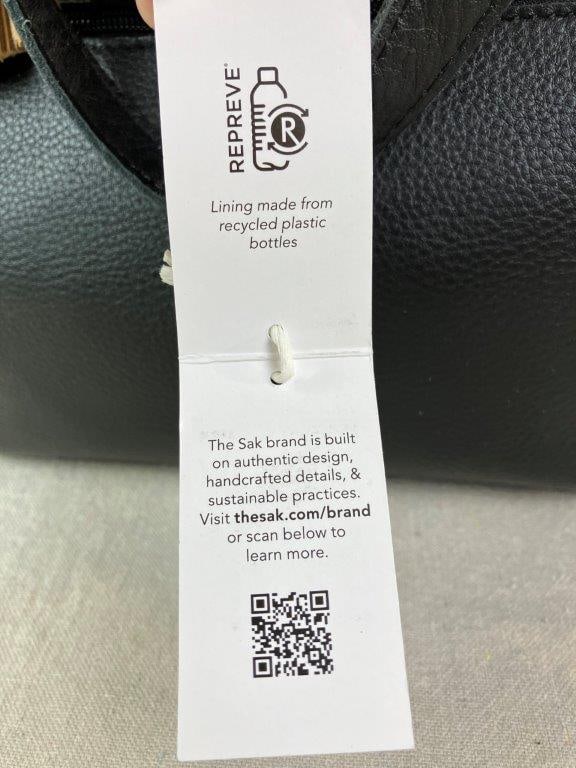 REPREVE®
R
Lining made from
recycled plastic
bottles
The Sak brand is built
on authentic design,
handcrafted details, &
sustainable practices.
Visit thesak.com/brand
or scan below to
learn more.